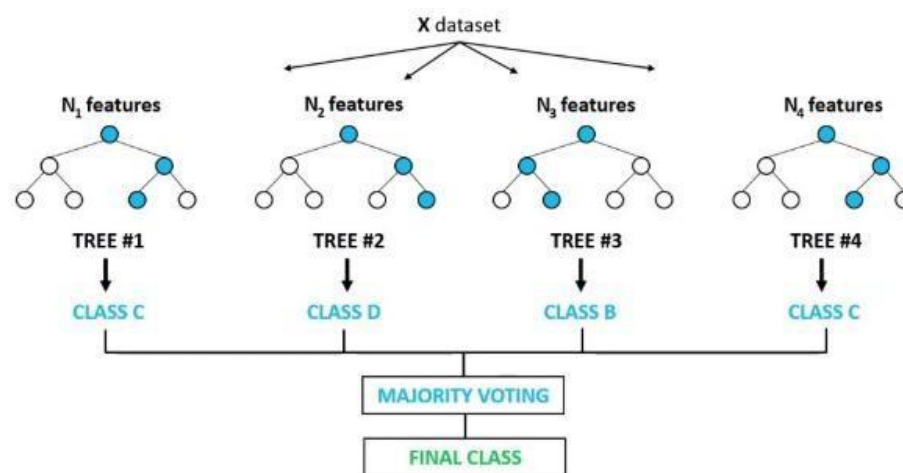 X dataset
N₁ features N₂ features N₃ features N₄ features
TREE #1 TREE #2 TREE #3 TREE #4
CLASS C CLASS D CLASS B CLASS C
MAJORITY VOTING
FINAL CLASS